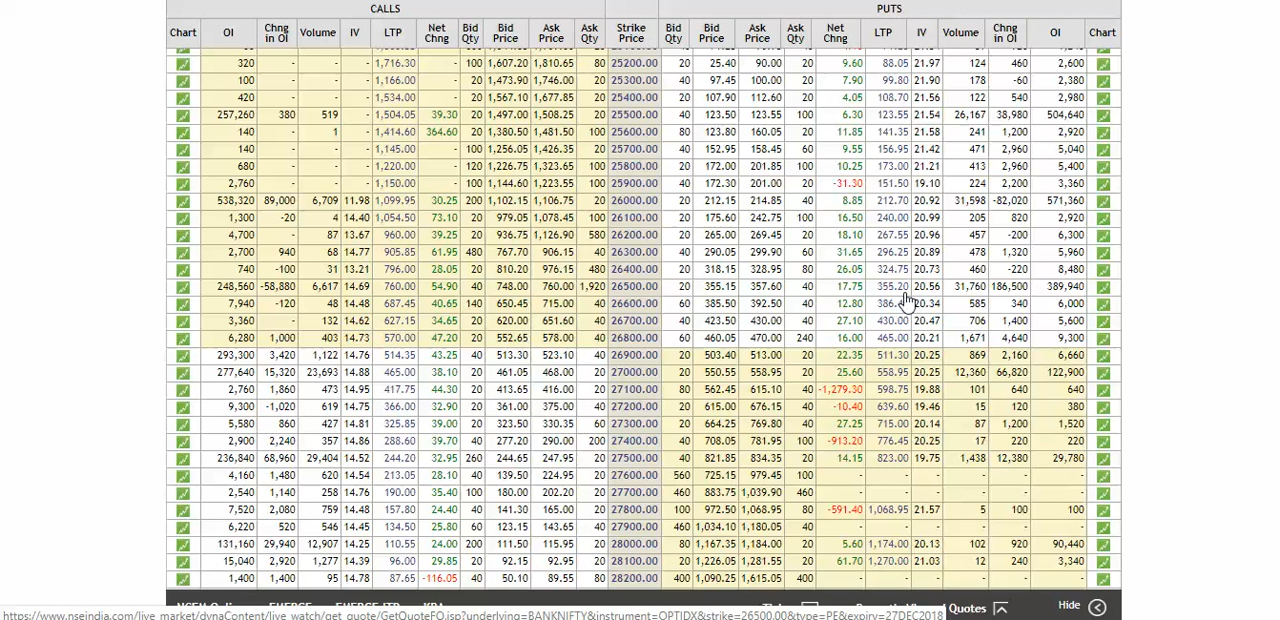 CALLS PUTS
Chart OI Chng in OI Volume IV LTP Net Chng Bid Qty Bid Price Ask Price Ask Qty Strike Price Bid Qty Bid Price Ask Price Ask Qty Net Chng LTP IV Volume Chng in OI OI Chart
320 - - - 1,716.30 - 100 1,607.20 1,810.65 80 25200.00 20 25.40 90.00 20 9.60 88.05 21.97 124 460 2,600
100 - - - 1,166.00 - 20 1,473.90 1,746.00 20 25300.00 40 97.45 100.00 20 7.90 99.80 21.90 178 -60 2,380
420 - - - 1,534.00 - 20 1,567.10 1,677.85 20 25400.00 20 107.90 112.60 20 4.05 108.70 21.56 122 540 2,980
257,260 380 519 - 1,504.05 39.30 20 1,497.00 1,508.25 20 25500.00 40 123.50 123.55 100 6.30 123.55 21.54 26,167 38,980 504,640
140 - 1 - 1,414.60 364.60 20 1,380.50 1,481.50 100 25600.00 80 123.80 160.05 20 11.85 141.35 21.58 241 1,200 2,920
140 - - - 1,145.00 - 100 1,256.05 1,426.35 20 25700.00 40 152.95 158.45 60 9.55 156.95 21.42 471 2,960 5,040
680 - - - 1,220.00 - 120 1,226.75 1,323.65 100 25800.00 20 172.00 201.85 100 10.25 173.00 21.21 413 2,960 5,400
2,760 - - - 1,150.00 - 100 1,144.60 1,223.55 100 25900.00 40 172.30 201.00 20 -31.30 151.50 19.10 224 2,200 3,360
538,320 89,000 6,709 11.98 1,099.95 30.25 200 1,102.15 1,106.75 20 26000.00 20 212.15 214.85 40 8.85 212.70 20.92 31,598 -82,020 571,360
1,300 -20 4 14.40 1,054.50 73.10 20 979.05 1,078.45 100 26100.00 20 175.60 242.75 100 16.50 240.00 20.99 205 820 2,920
4,700 - 87 13.67 960.00 39.25 20 936.75 1,126.90 580 26200.00 20 265.00 269.45 20 18.10 267.55 20.96 457 -200 6,300
2,700 940 68 14.77 905.85 61.95 480 767.70 906.15 40 26300.00 40 290.05 299.90 60 31.65 296.25 20.89 478 1,320 5,960
740 -100 31 13.21 796.00 28.05 20 810.20 976.15 480 26400.00 20 318.15 328.95 80 26.05 324.75 20.73 460 -220 8,480
248,560 -58,880 6,617 14.69 760.00 54.90 40 748.00 760.00 1,920 26500.00 20 355.15 357.60 40 17.75 355.20 20.56 31,760 186,500 389,940
7,940 -120 48 14.48 687.45 40.65 140 650.45 715.00 40 26600.00 60 385.50 392.50 40 12.80 20.34 585 340 6,000
3,360 - 132 14.62 627.15 34.65 20 620.00 651.60 40 26700.00 40 423.50 430.00 40 27.10 430.00 20.47 706 1,400 5,600
6,280 1,000 403 14.73 570.00 47.20 20 552.65 578.00 40 26800.00 60 460.05 470.00 240 16.00 465.00 20.21 1,671 4,640 9,300
293,300 3,420 1,122 14.76 514.35 43.25 40 513.30 523.10 40 26900.00 20 503.40 513.00 20 22.35 511.30 20.25 869 2,160 6,660
277,640 15,320 23,693 14.88 465.00 38.10 20 461.05 468.00 20 27000.00 20 550.55 558.95 20 25.60 558.95 20.25 12,360 66,820 122,900
2,760 1,860 473 14.95 417.75 44.30 20 413.65 416.00 20 27100.00 80 562.45 615.10 40 -1,279.30 598.75 19.88 101 640 640
9,300 -1,020 619 14.75 366.00 32.90 20 361.00 375.00 40 27200.00 20 615.00 676.15 40 -10.40 639.60 19.46 15 120 380
5,580 860 427 14.81 325.85 39.00 20 323.50 330.35 60 27300.00 20 664.25 769.80 40 27.25 715.00 20.14 87 1,200 1,520
2,900 2,240 357 14.86 288.60 39.70 40 277.20 290.00 200 27400.00 40 708.05 781.95 100 -913.20 776.45 20.25 17 220 220
236,840 68,960 29,404 14.52 244.20 32.95 260 244.65 247.95 20 27500.00 40 821.85 834.35 20 14.15 823.00 19.75 1,438 12,380 29,780
4,160 1,480 620 14.54 213.05 28.10 40 139.50 224.95 20 27600.00 560 725.15 979.45 100 - - - - - -
2,540 1,140 258 14.76 190.00 35.40 100 180.00 202.20 20 27700.00 460 883.75 1,039.90 460 - - - - - -
7,520 2,080 759 14.48 157.80 24.40 40 141.30 165.00 20 27800.00 100 972.50 1,068.95 80 -591.40 1,068.95 21.57 5 100 100
6,220 520 546 14.45 134.50 25.80 60 123.15 143.65 40 27900.00 460 1,034.10 1,180.05 40 - - - - - -
131,160 29,940 12,907 14.25 110.55 24.00 200 111.50 115.95 20 28000.00 80 1,167.35 1,184.00 20 5.60 1,174.00 20.13 102 920 90,440
15,040 2,920 1,277 14.39 96.00 29.85 20 92.15 92.95 20 28100.00 20 1,226.05 1,281.55 20 61.70 1,270.00 21.03 12 240 3,340
1,400 1,400 95 14.78 87.65 -116.05 40 50.10 89.55 80 28200.00 400 1,090.25 1,615.05 400 - - - - - -
Quotes Hide
https://www.nseindia.com/live_market/dynaContent/live_watch/get_quote/GetQuoteFO.jsp?underlying=BANKNIFTY&instrument=OPTIDX&strike=26500.00&type=PE&expiry=27DEC2018